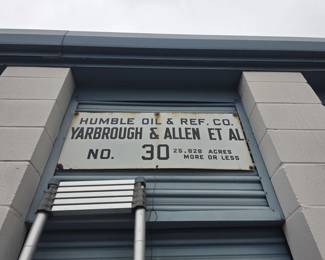 HUMBLE OIL & REF. CO.
YARBROUGH & ALLEN ET AL
NO. 30 25.828 ACRES
MORE OR LESS